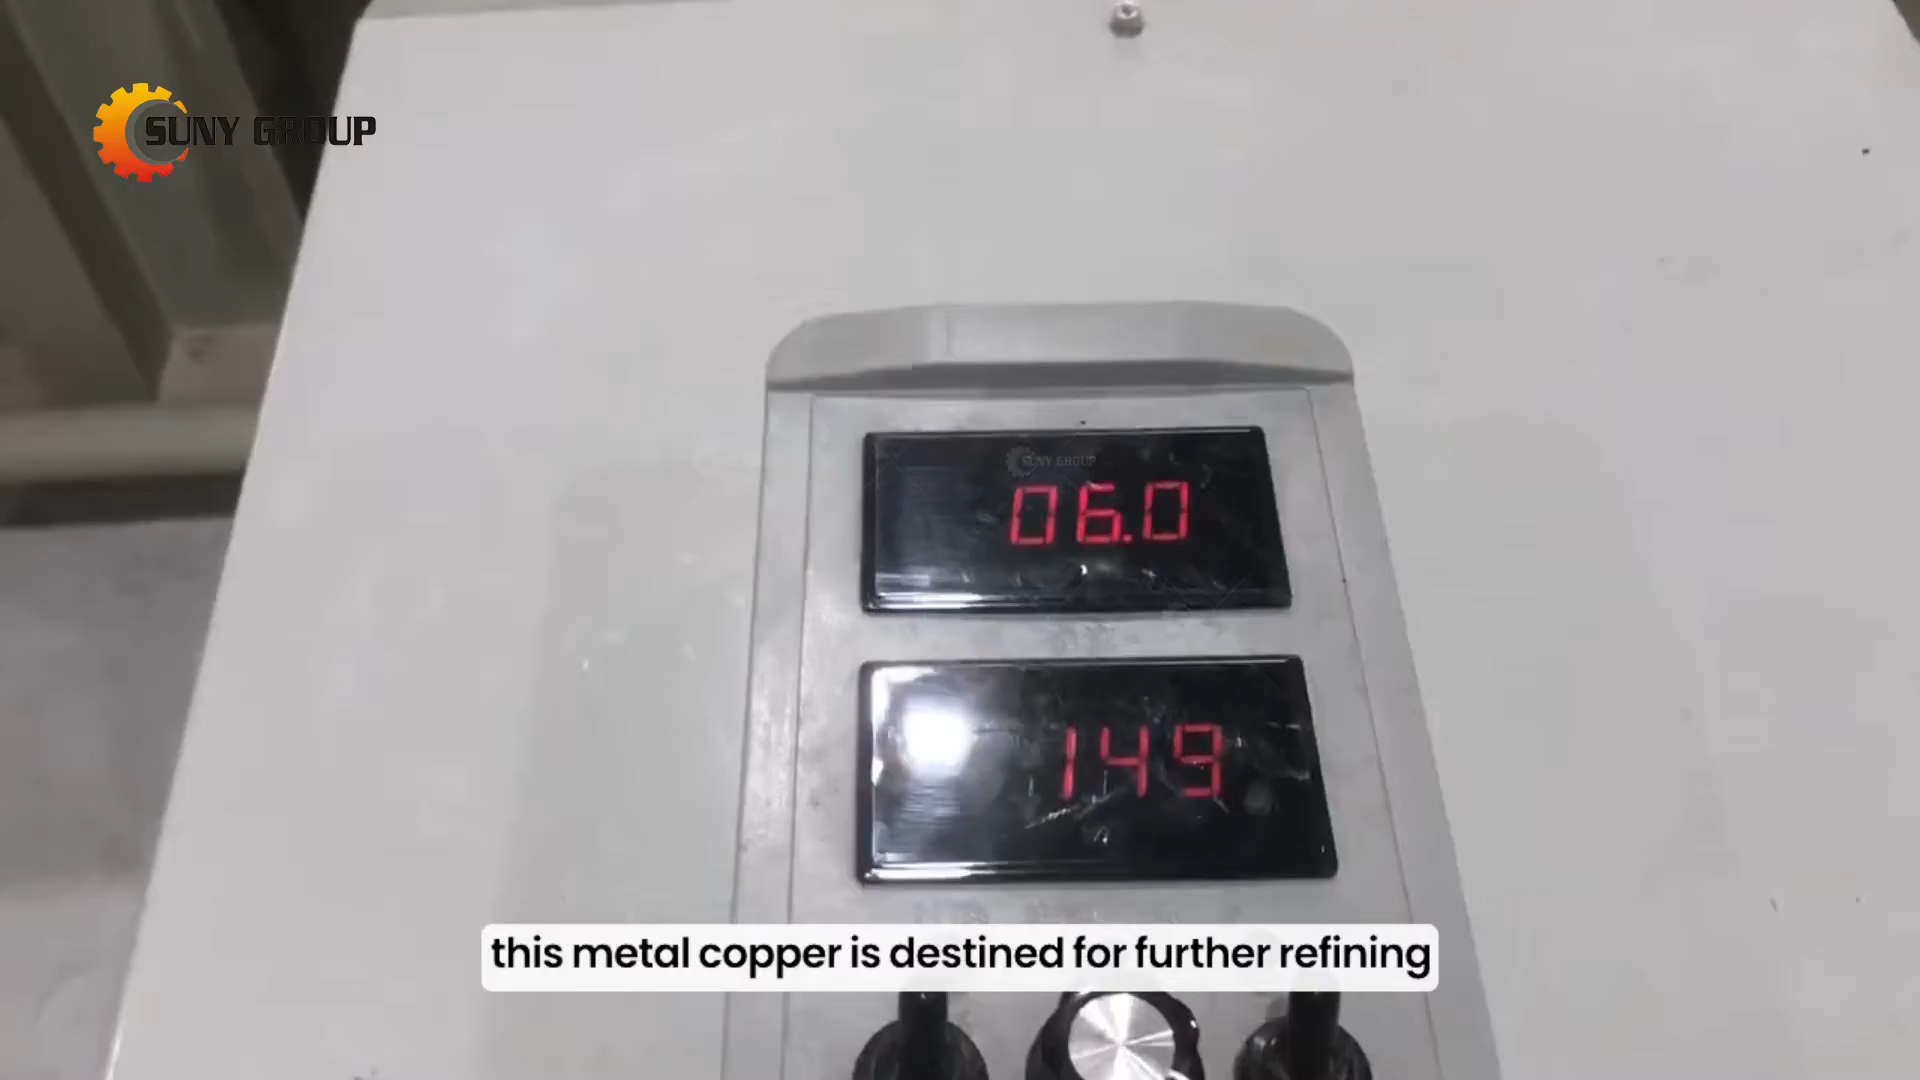 SUNY GROUP
SUNY GROUP
06.0
149
this metal copper is destined for further refining